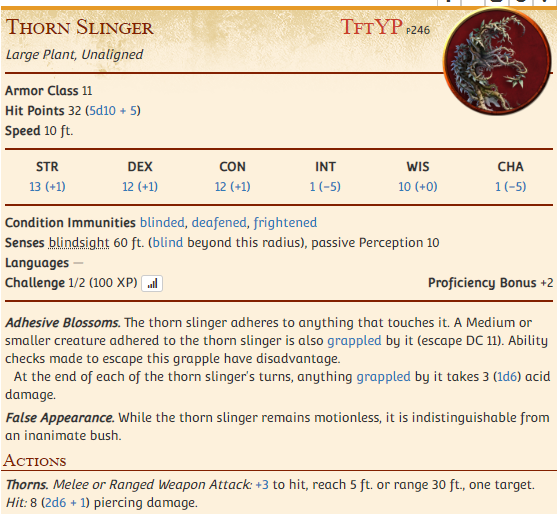 Thorn Slinger TftYP p246
Large Plant, Unaligned
Armor Class 11
Hit Points 32 (5d10 + 5)
Speed 10 ft.
STR DEX CON INT WIS CHA
13 (+1) 12 (+1) 12 (+1) 1 (−5) 10 (+0) 1 (−5)
Condition Immunities blinded, deafened, frightened
Senses blindsight 60 ft. (blind beyond this radius), passive Perception 10
Languages —
Challenge 1/2 (100 XP) Proficiency Bonus +2
Adhesive Blossoms. The thorn slinger adheres to anything that touches it. A Medium or
smaller creature adhered to the thorn slinger is also grappled by it (escape DC 11). Ability
checks made to escape this grapple have disadvantage.
At the end of each of the thorn slinger's turns, anything grappled by it takes 3 (1d6) acid
damage.
False Appearance. While the thorn slinger remains motionless, it is indistinguishable from
an inanimate bush.
Actions
Thorns. Melee or Ranged Weapon Attack: +3 to hit, reach 5 ft. or range 30 ft., one target.
Hit: 8 (2d6 + 1) piercing damage.